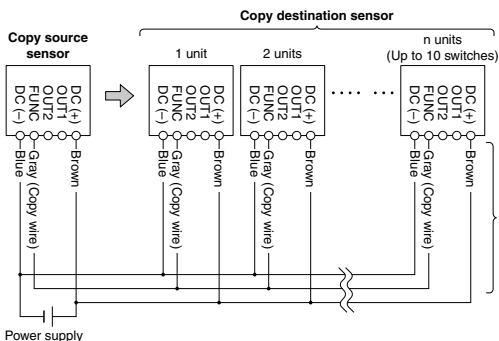 Copy destination sensor
Copy source
sensor
1 unit
2 units
n units
(Up to 10 switches)
DC (−)
FUNC
OUT2
OUT1
DC (+)
DC (−)
FUNC
OUT2
OUT1
DC (+)
DC (−)
FUNC
OUT2
OUT1
DC (+)
DC (−)
FUNC
OUT2
OUT1
DC (+)
Blue
Gray (Copy wire)
Brown
Blue
Gray (Copy wire)
Brown
Blue
Gray (Copy wire)
Brown
Blue
Gray (Copy wire)
Brown
Power supply